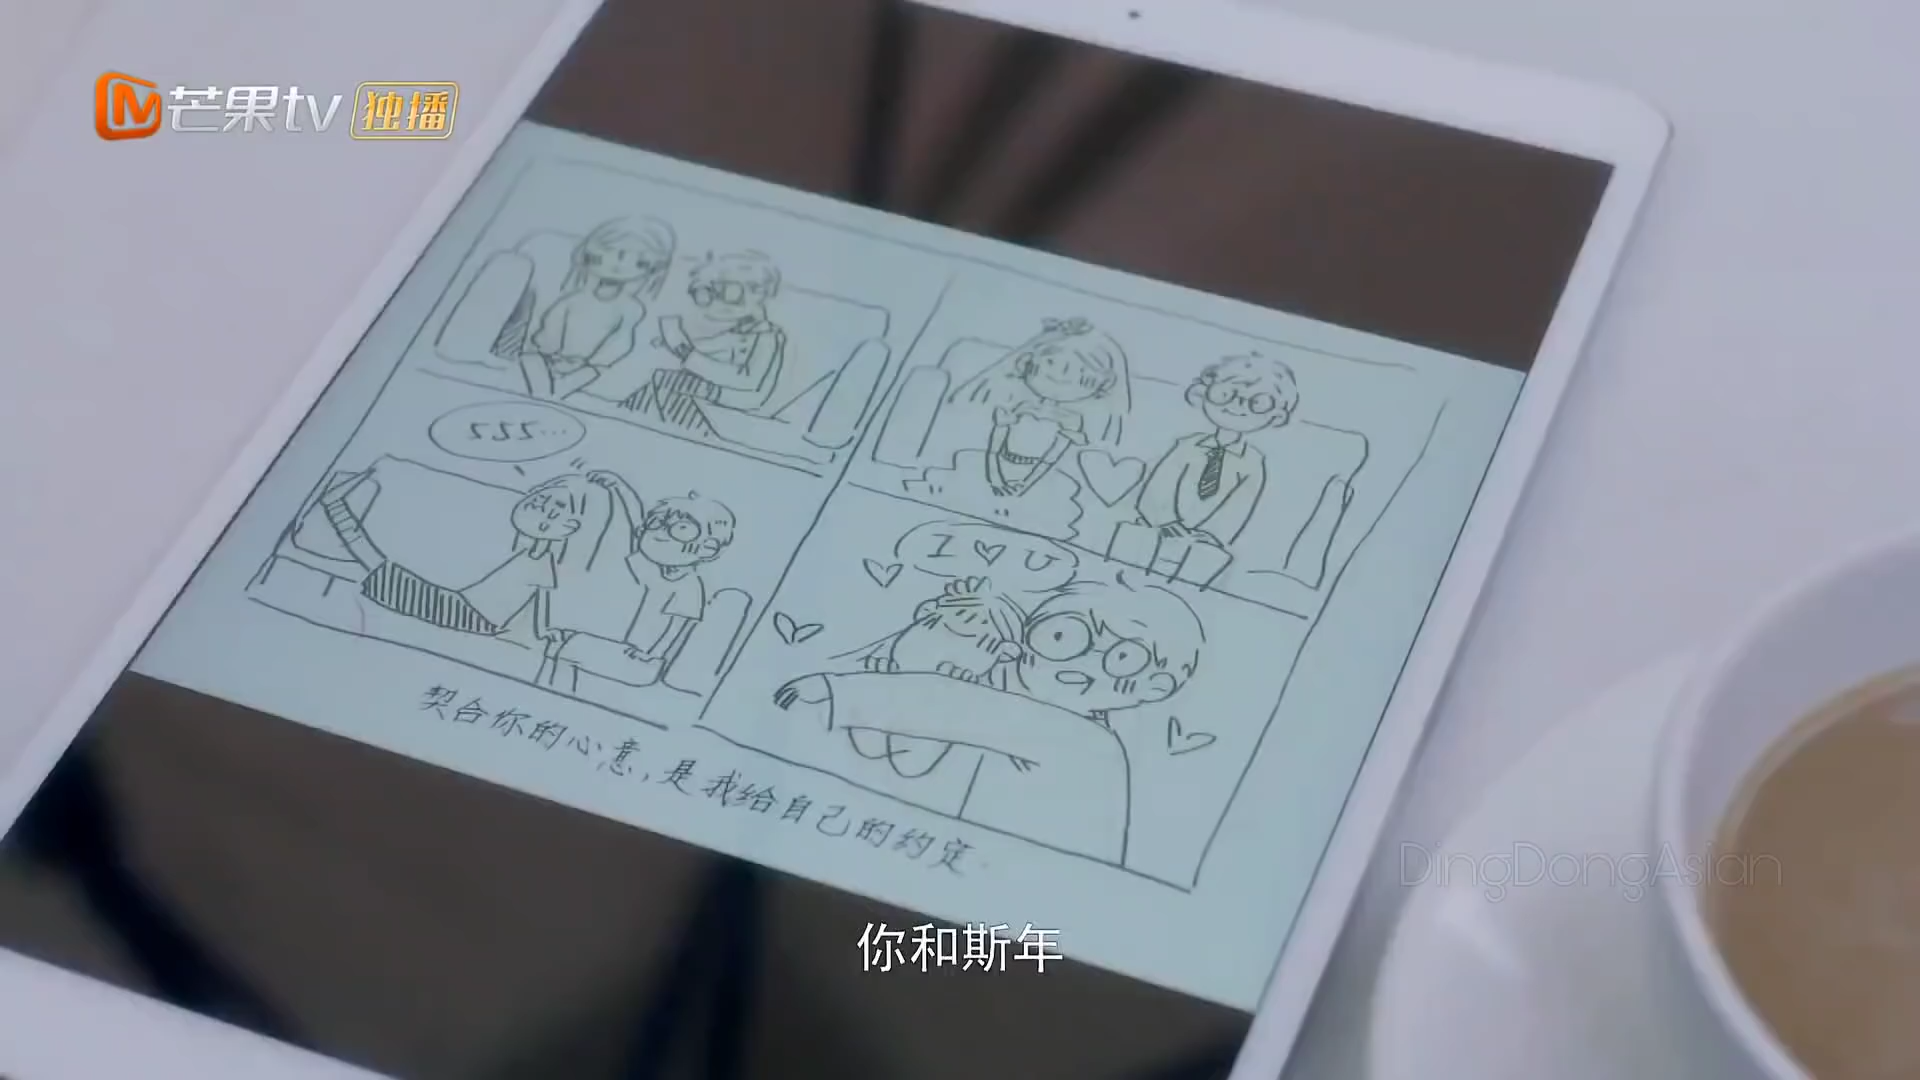 芒果tv 独播
SSS...
I ♡ U
契合你的心意,是我给自己的约定.
DingDongAsian
你和斯年